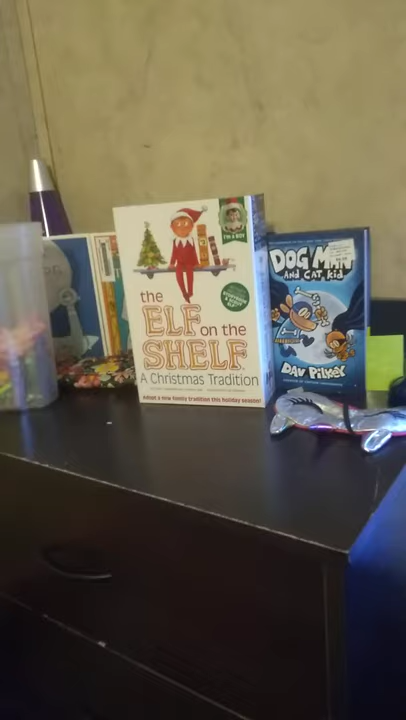 I'm a BOY
the
ELF on the
SHELF
A Christmas Tradition
Adopt a new family tradition this holiday season!
DOG MAN
AND CAT KID
DAV PILKEY